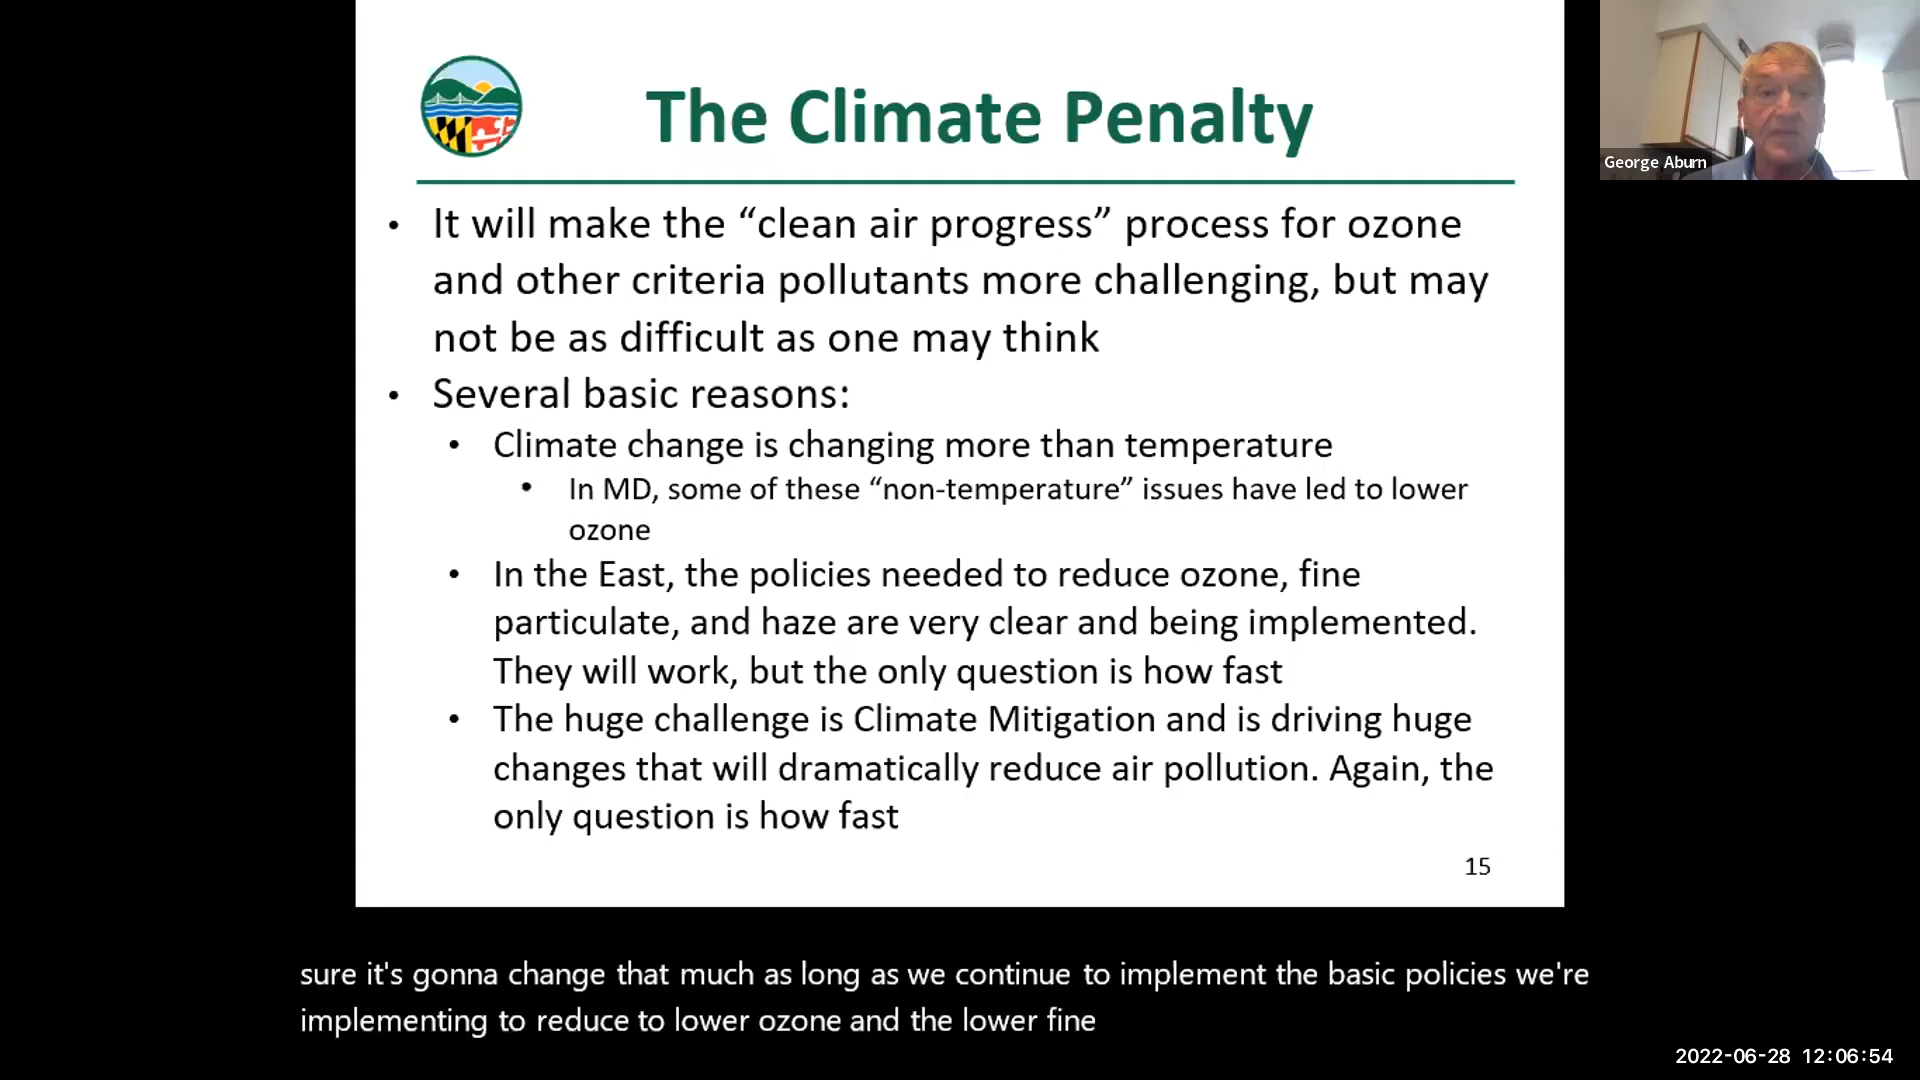 The Climate Penalty
George Aburn
• It will make the “clean air progress” process for ozone
and other criteria pollutants more challenging, but may
not be as difficult as one may think
• Several basic reasons:
• Climate change is changing more than temperature
• In MD, some of these “non-temperature” issues have led to lower
ozone
• In the East, the policies needed to reduce ozone, fine
particulate, and haze are very clear and being implemented.
They will work, but the only question is how fast
• The huge challenge is Climate Mitigation and is driving huge
changes that will dramatically reduce air pollution. Again, the
only question is how fast
15
sure it's gonna change that much as long as we continue to implement the basic policies we're
implementing to reduce to lower ozone and the lower fine
2022-06-28 12:06:54